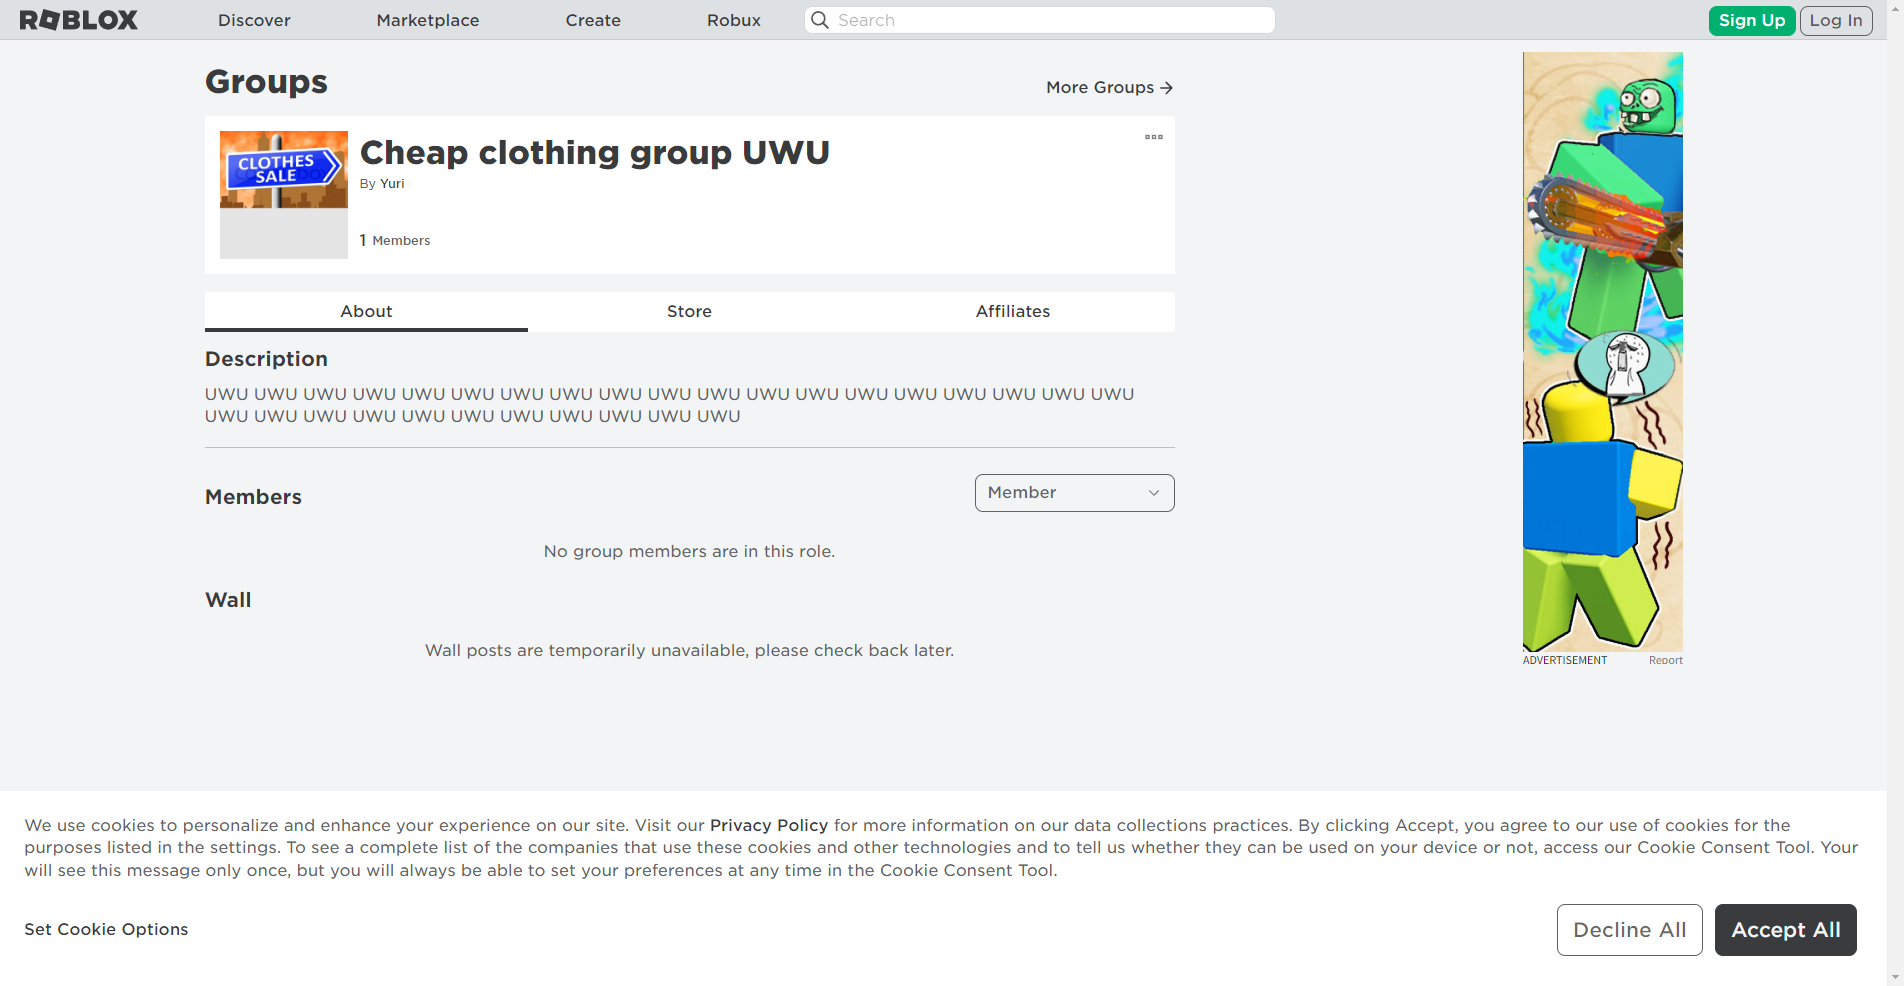 ROBLOX
Discover
Marketplace
Create
Robux
Search
Sign Up
Log In
Groups
More Groups
CLOTHES
SALE
Cheap clothing group UWU
By Yuri
1 Members
About
Store
Affiliates
Description
UWU UWU UWU UWU UWU UWU UWU UWU UWU UWU UWU UWU UWU UWU UWU UWU UWU UWU UWU
UWU UWU UWU UWU UWU UWU UWU UWU UWU UWU UWU
Members
Member
No group members are in this role.
Wall
Wall posts are temporarily unavailable, please check back later.
ADVERTISEMENT
Report
We use cookies to personalize and enhance your experience on our site. Visit our Privacy Policy for more information on our data collections practices. By clicking Accept, you agree to our use of cookies for the
purposes listed in the settings. To see a complete list of the companies that use these cookies and other technologies and to tell us whether they can be used on your device or not, access our Cookie Consent Tool. Your
will see this message only once, but you will always be able to set your preferences at any time in the Cookie Consent Tool.
Set Cookie Options
Decline All
Accept All